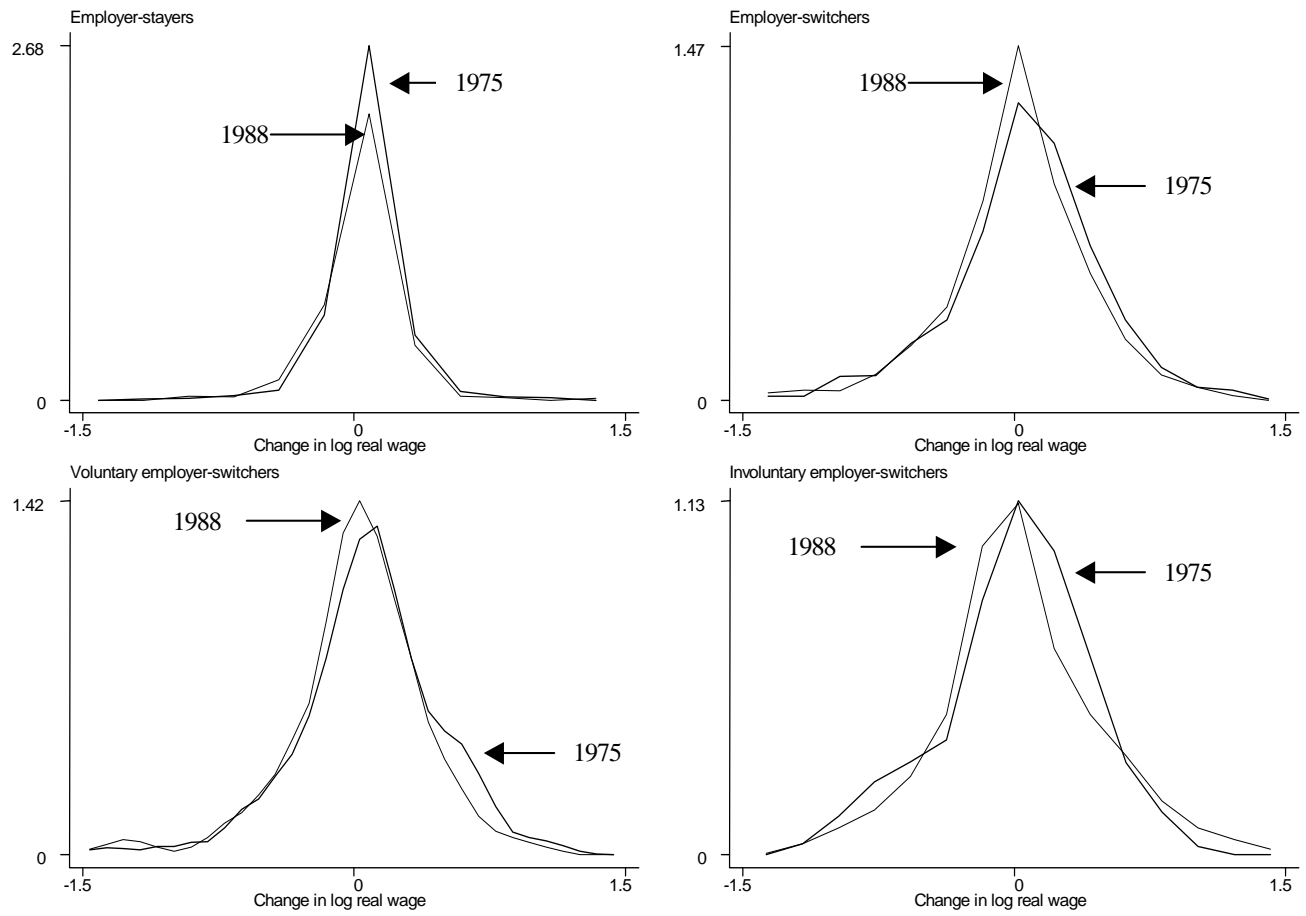 Employer-stayers
2.68
1975
1988
0
-1.5 0 1.5
Change in log real wage
Employer-switchers
1.47
1988
1975
0
-1.5 0 1.5
Change in log real wage
Voluntary employer-switchers
1.42
1988
1975
0
-1.5 0 1.5
Change in log real wage
Involuntary employer-switchers
1.13
1988
1975
0
-1.5 0 1.5
Change in log real wage